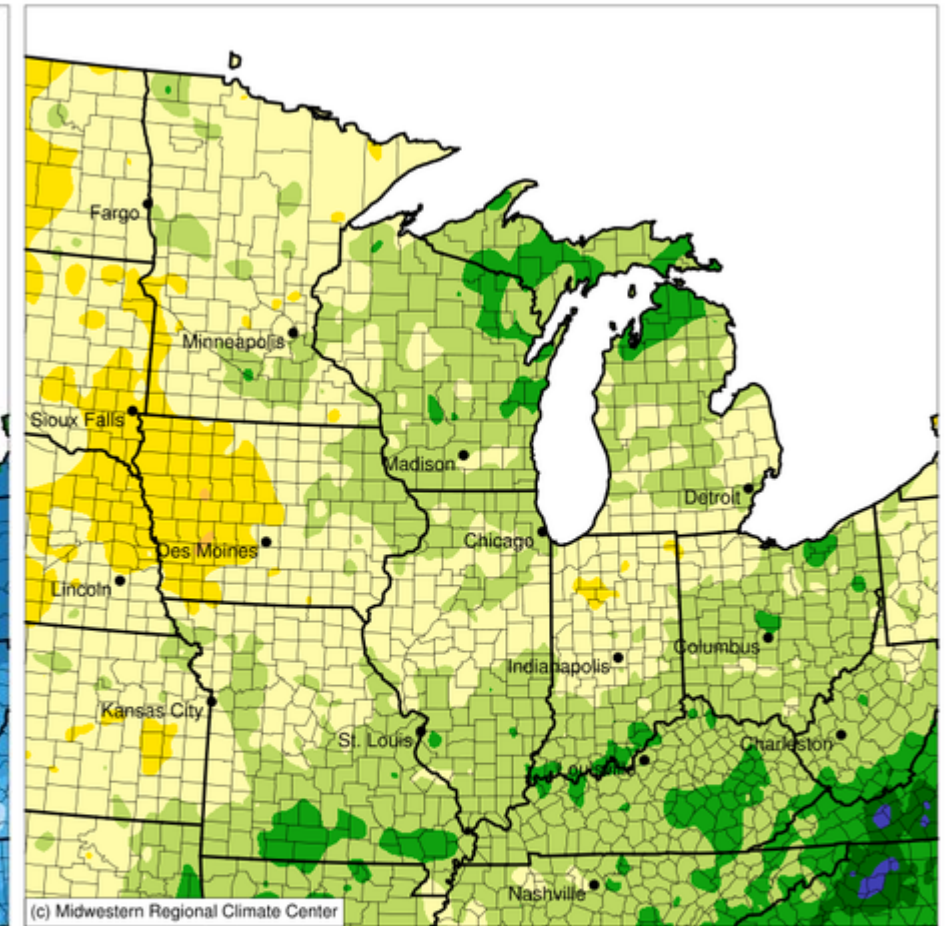 Fargo
Minneapolis
Sioux Falls
Madison
Detroit
Chicago
Des Moines
Lincoln
Columbus
Indianapolis
Kansas City
St. Louis
Charleston
Louisville
Nashville
(c) Midwestern Regional Climate Center